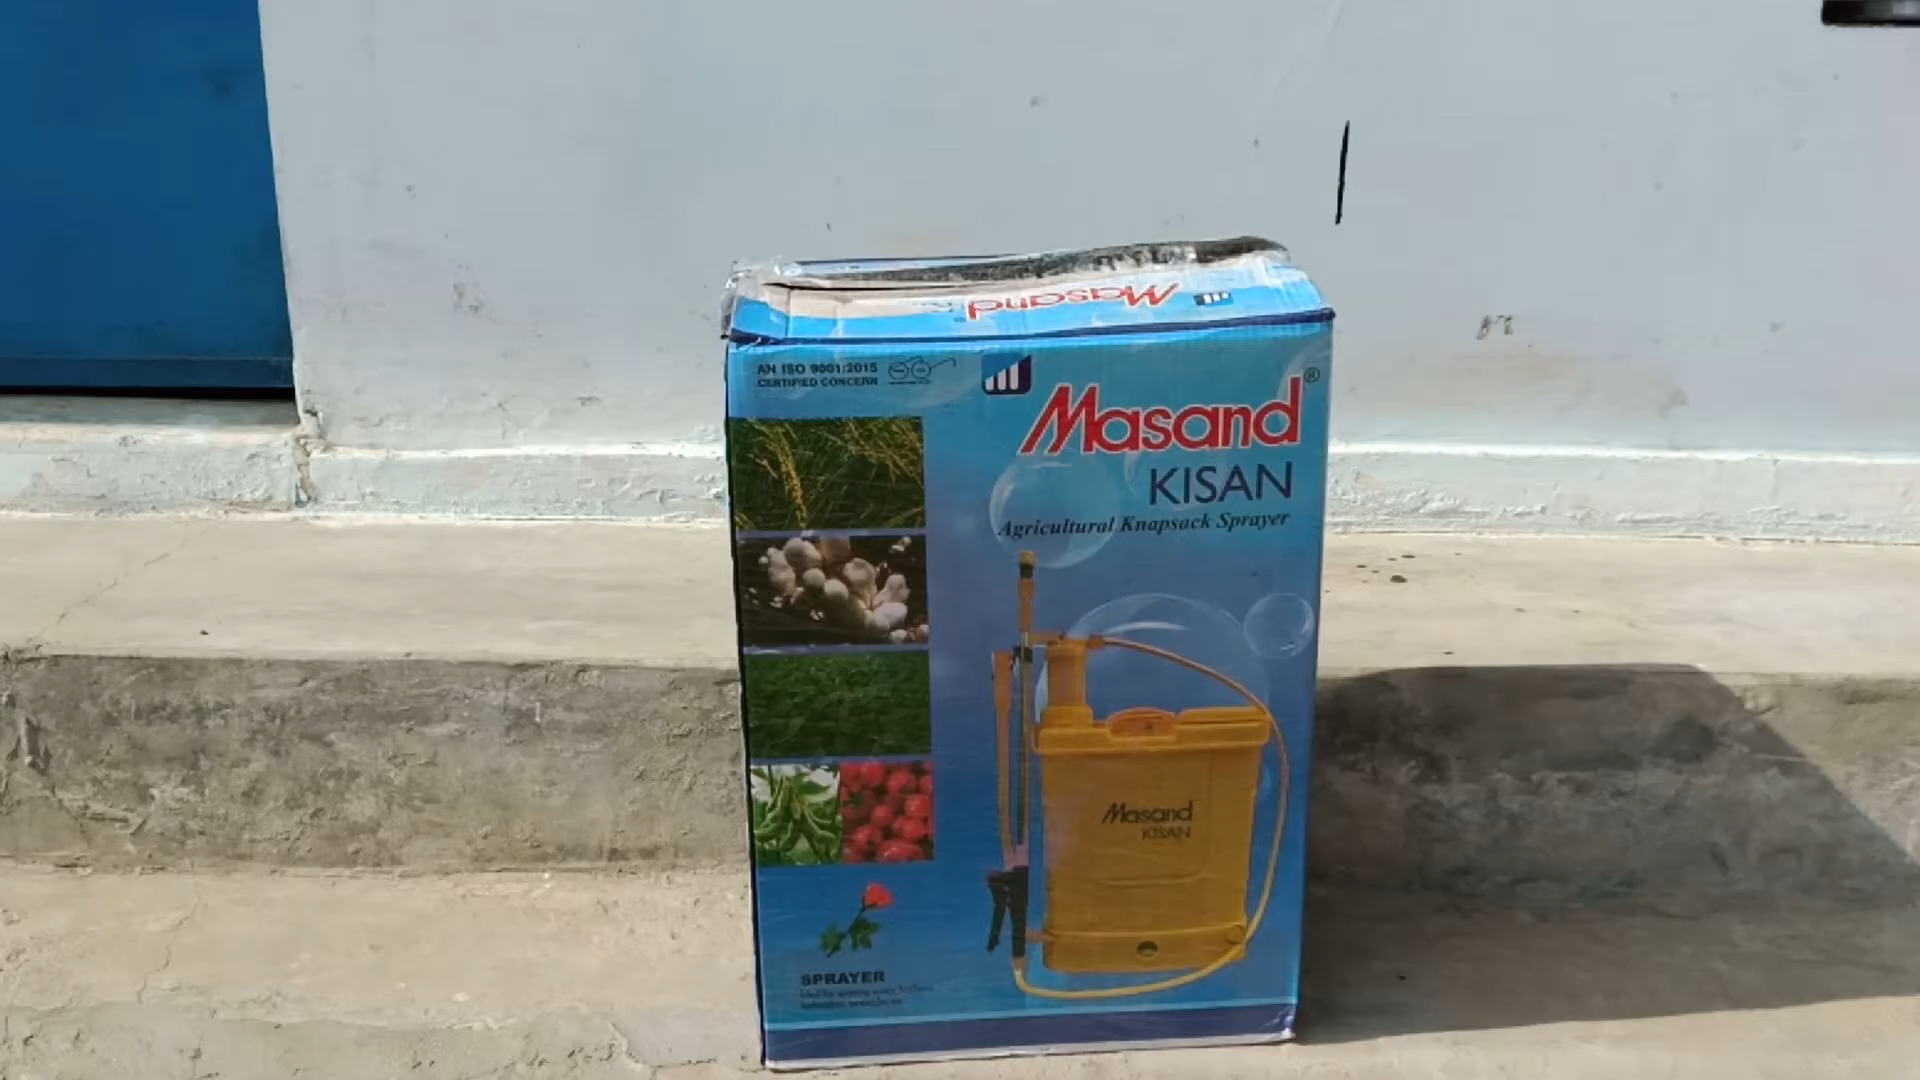 Masand
AN ISO 9001:2015
CERTIFIED CONCERN
Masand®
KISAN
Agricultural Knapsack Sprayer
Masand
KISAN
SPRAYER